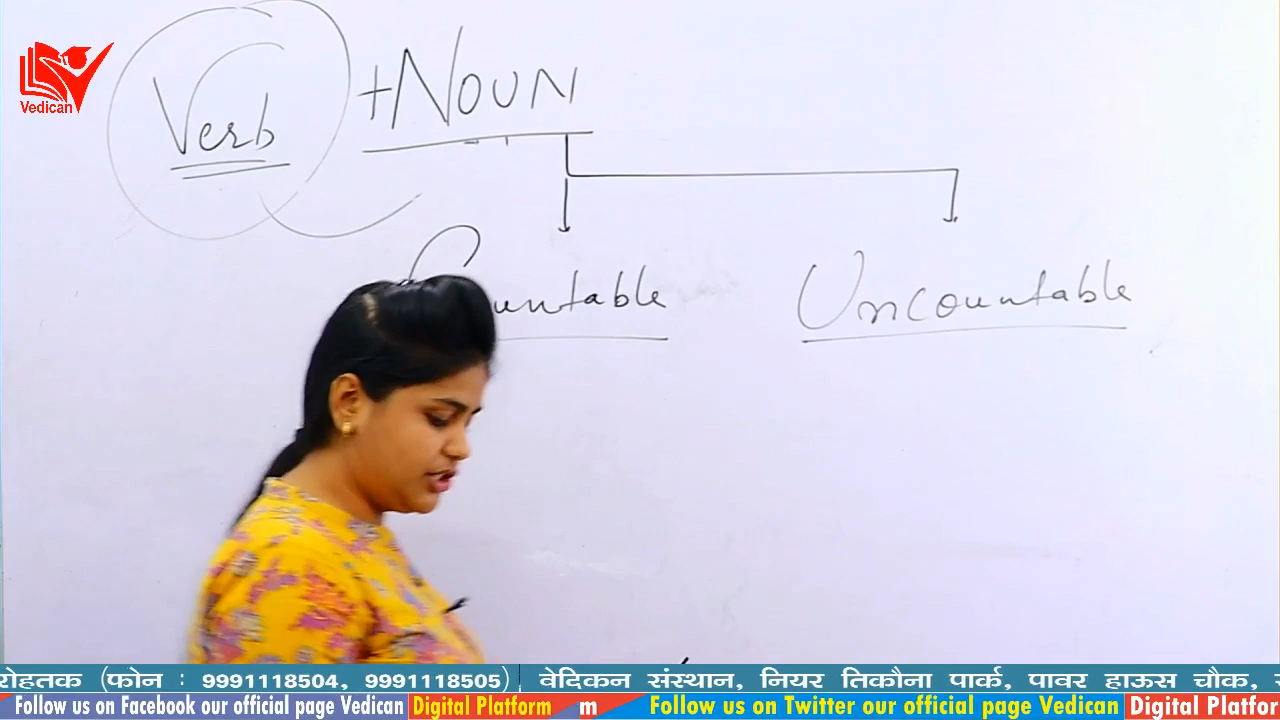 Vedican
Verb + NOUN
untable Uncountable
रोहतक (फोन : 9991118504, 9991118505) , वेदिकन संस्थान, नियर तिकौना पार्क, पावर हाऊस चौक,
Follow us on Facebook our official page Vedican Digital Platform m Follow us on Twitter our official page Vedican Digital Platfor